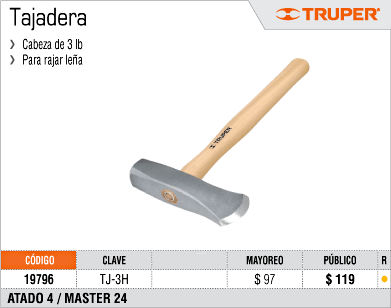 Tajadera
TRUPER®
❯ Cabeza de 3 lb
❯ Para rajar leña
TRUPER
CÓDIGO CLAVE MAYOREO PÚBLICO R
19796 TJ-3H $ 97 $ 119 ●
ATADO 4 / MASTER 24